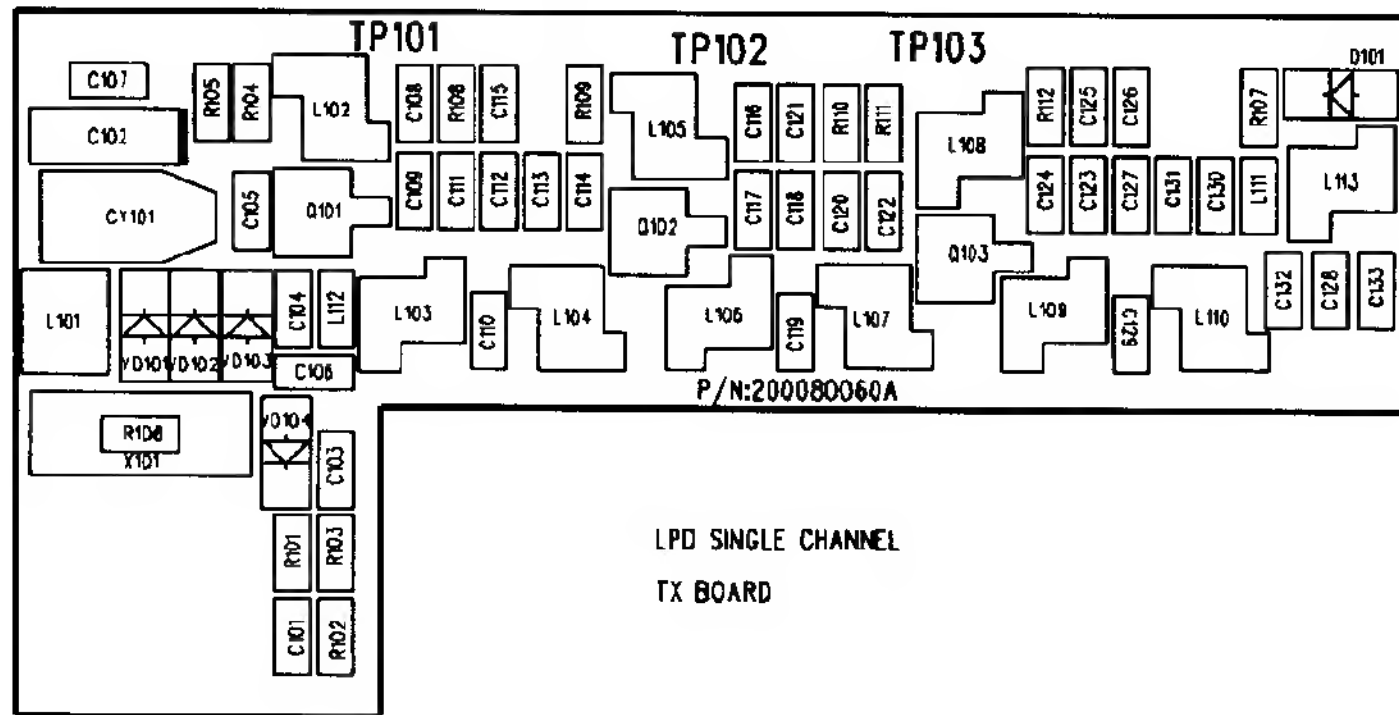 TP101 TP102 TP103
D101
C107 R105 R104 L102 C108 R108 C115 R109 L105 C116 C121 R110 R111 L108 R112 C125 C126 R107
C102
CY101 C105 Q101 C109 C111 C112 C113 C114 Q102 C117 C118 C120 C122 Q103 C124 C123 C127 C131 C130 L111 L113
L101 VD101 VD102 VD103 C104 L112 L103 C110 L104 L106 C119 L107 L109 C129 L110 C132 C128 C133
C106
P/N:200080060A
VD104
X101
C103
R101 R103
C101 R102
LPD SINGLE CHANNEL
TX BOARD